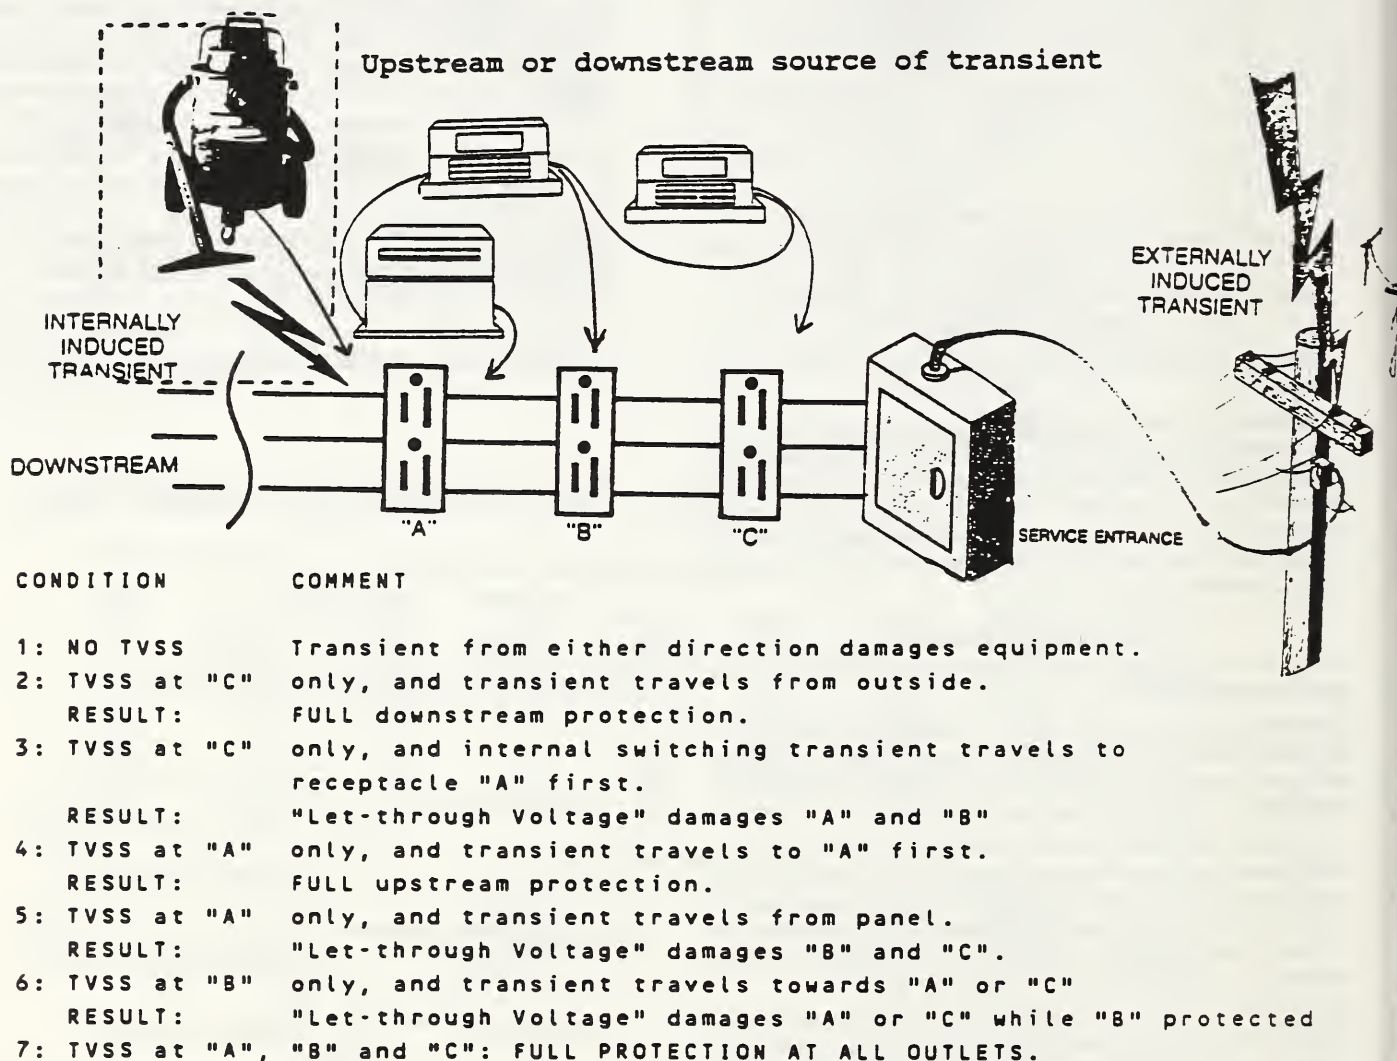 Upstream or downstream source of transient
EXTERNALLY
INDUCED
TRANSIENT
INTERNALLY
INDUCED
TRANSIENT
DOWNSTREAM
"A"
"B"
"C"
SERVICE ENTRANCE
CONDITION COMMENT
1: NO TVSS Transient from either direction damages equipment.
2: TVSS at "C" only, and transient travels from outside.
RESULT: FULL downstream protection.
3: TVSS at "C" only, and internal switching transient travels to
receptacle "A" first.
RESULT: "Let-through Voltage" damages "A" and "B"
4: TVSS at "A" only, and transient travels to "A" first.
RESULT: FULL upstream protection.
5: TVSS at "A" only, and transient travels from panel.
RESULT: "Let-through Voltage" damages "B" and "C".
6: TVSS at "B" only, and transient travels towards "A" or "C"
RESULT: "Let-through Voltage" damages "A" or "C" while "B" protected
7: TVSS at "A", "B" and "C": FULL PROTECTION AT ALL OUTLETS.